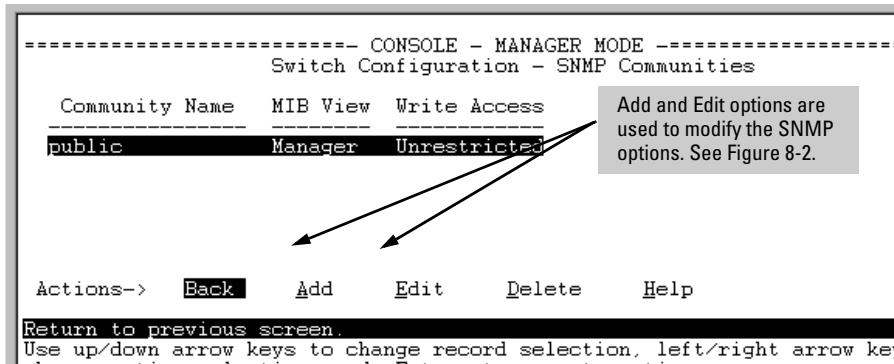 ==========================- CONSOLE - MANAGER MODE -===================
Switch Configuration - SNMP Communities
Community Name MIB View Write Access
---------------- -------- ------------
public Manager Unrestricted
Add and Edit options are
used to modify the SNMP
options. See Figure 8-2.
Actions-> Back Add Edit Delete Help
Return to previous screen.
Use up/down arrow keys to change record selection, left/right arrow ke